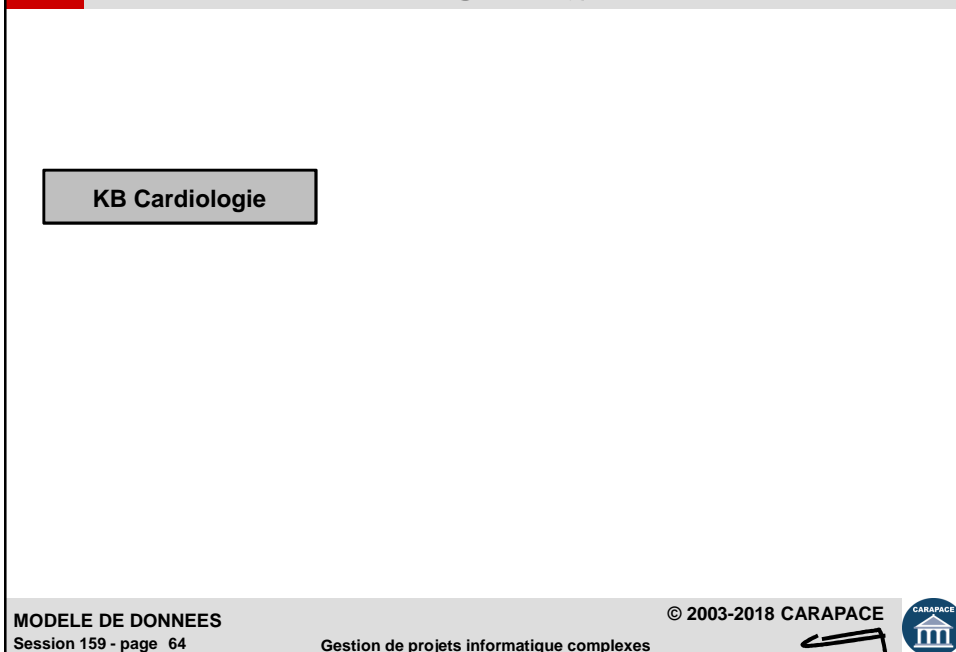 KB Cardiologie
MODELE DE DONNEES
© 2003-2018 CARAPACE
CARAPACE
Session 159 - page 64
Gestion de projets informatique complexes